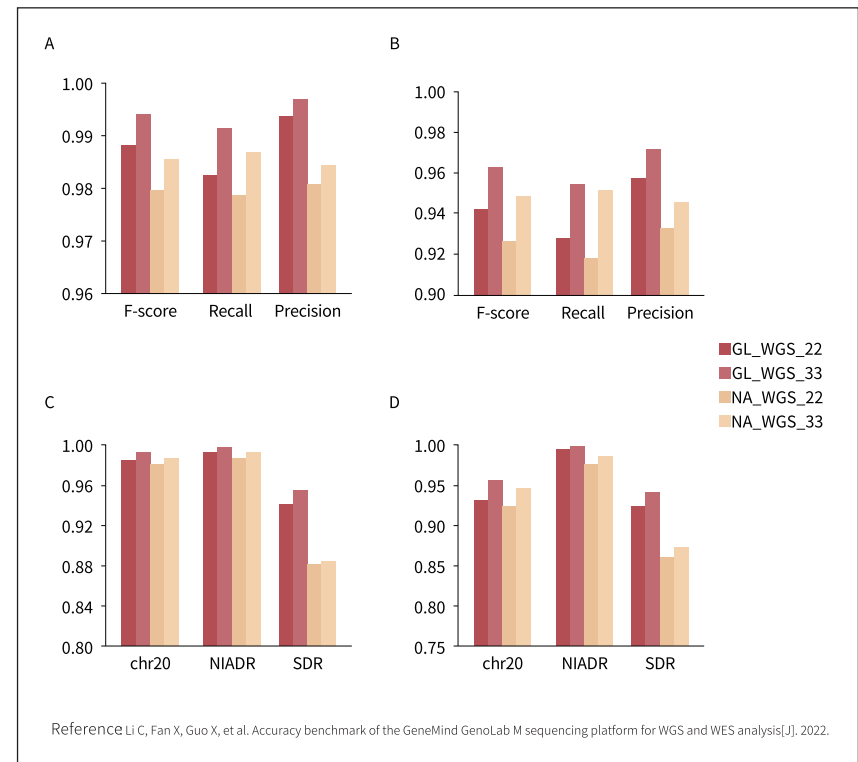 A
B
1.00
0.99
0.98
0.97
0.96
F-score Recall Precision
1.00
0.98
0.96
0.94
0.92
0.90
F-score Recall Precision
GL_WGS_22
GL_WGS_33
NA_WGS_22
NA_WGS_33
C
D
1.00
0.96
0.92
0.88
0.84
0.80
chr20 NIADR SDR
1.00
0.95
0.90
0.85
0.80
0.75
chr20 NIADR SDR
Reference: Li C, Fan X, Guo X, et al. Accuracy benchmark of the GeneMind GenoLab M sequencing platform for WGS and WES analysis[J]. 2022.